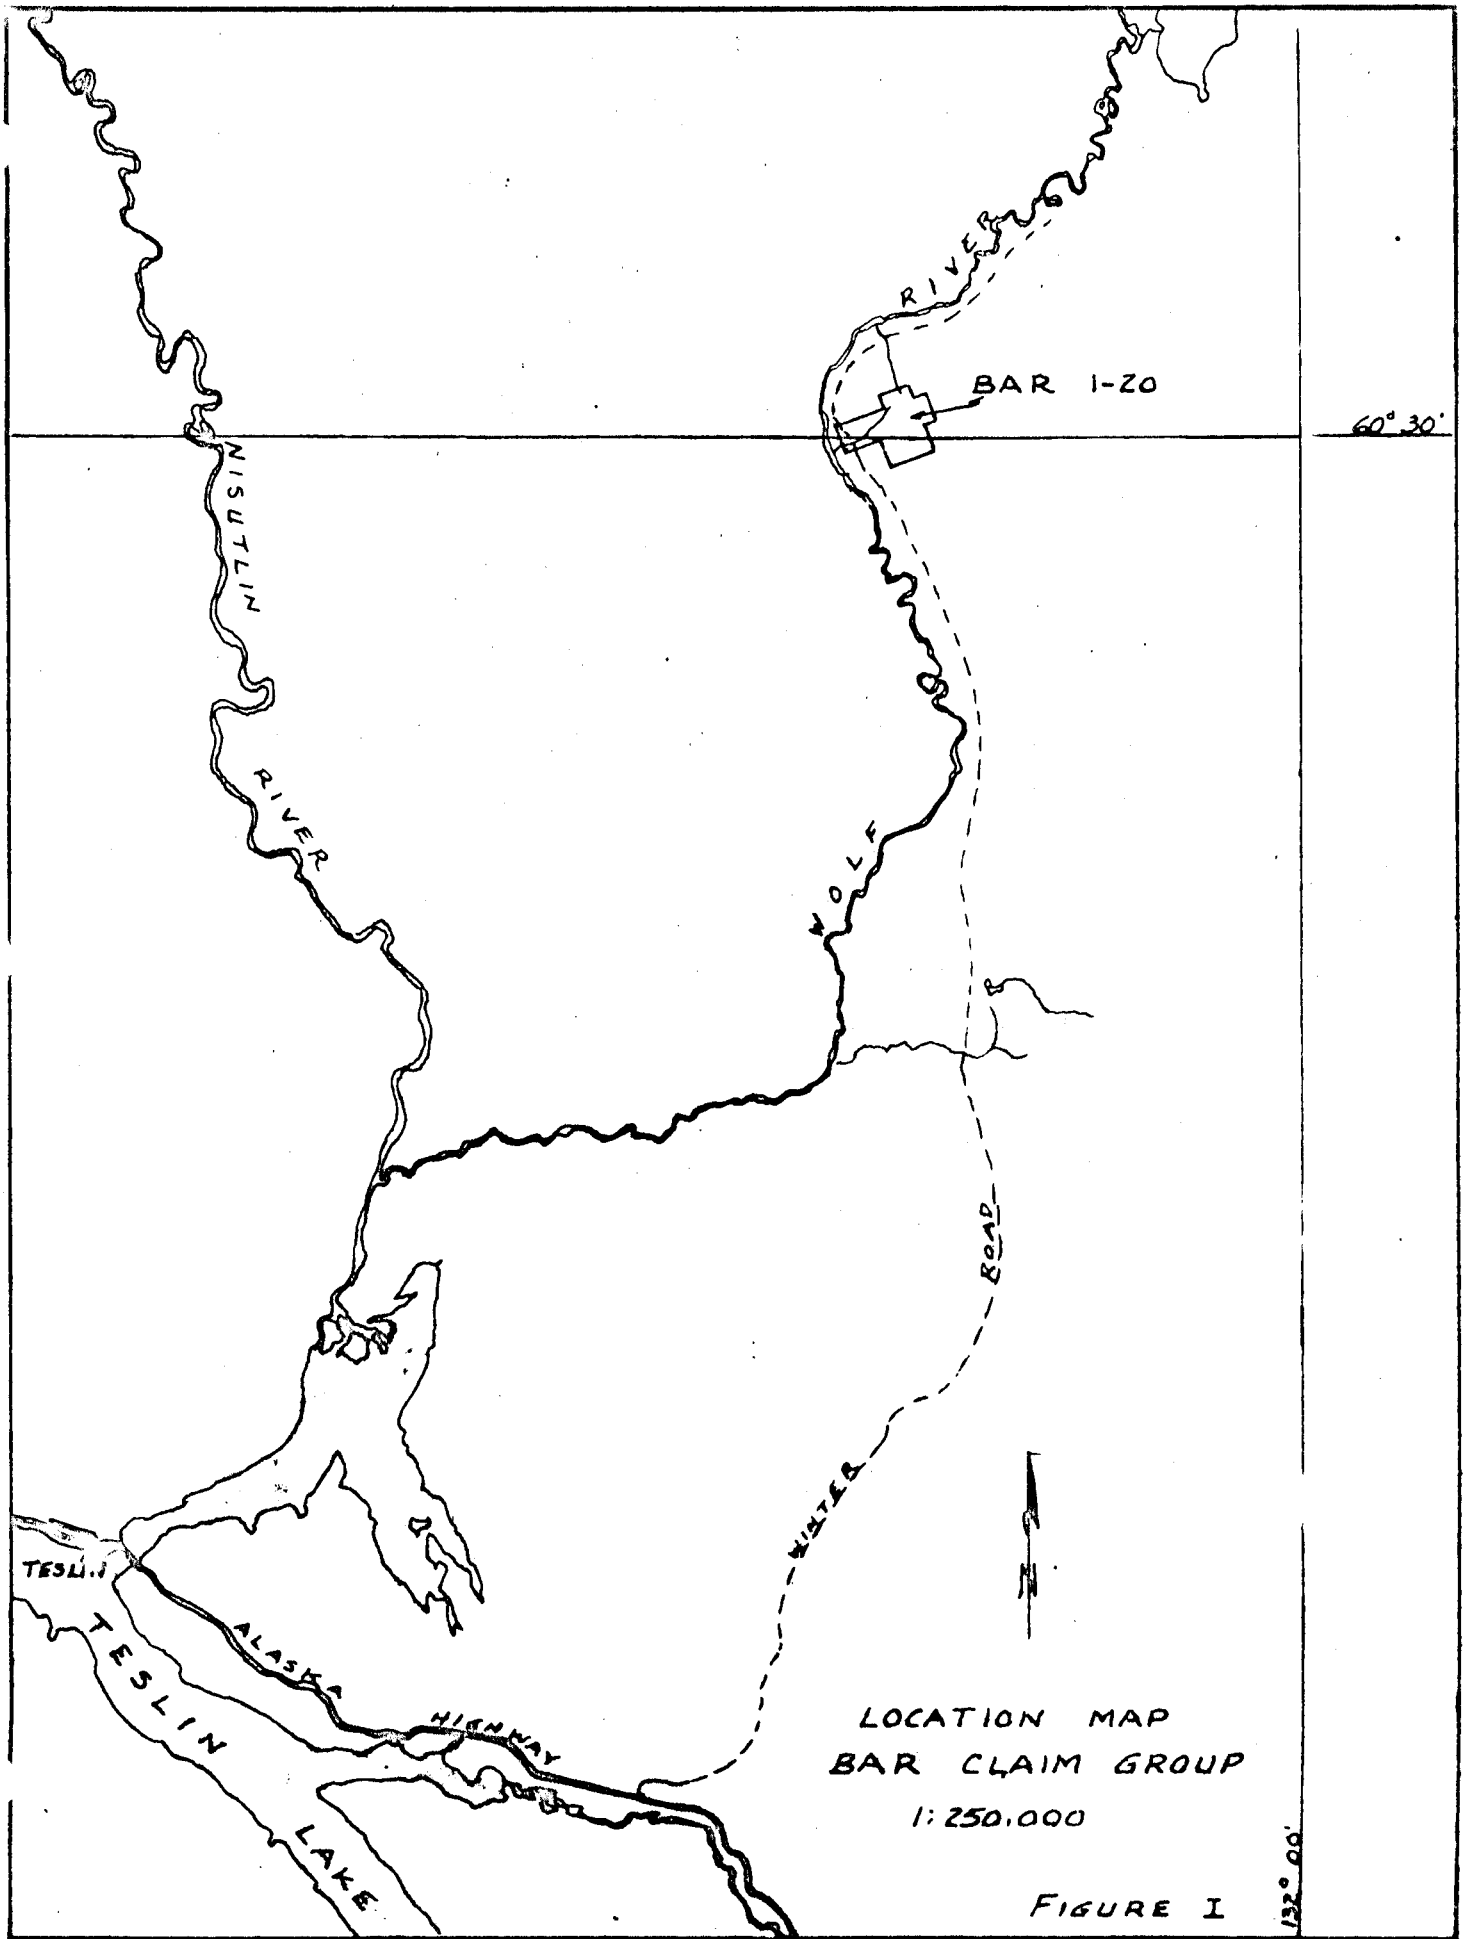 RIVER
BAR 1-20
60° 30'
NISUTLIN
RIVER
WOLF
ROAD
WINTER
N
TESLIN
TESLIN
LAKE
ALASKA
HIGHWAY
LOCATION MAP
BAR CLAIM GROUP
1:250,000
132° 00'
FIGURE I